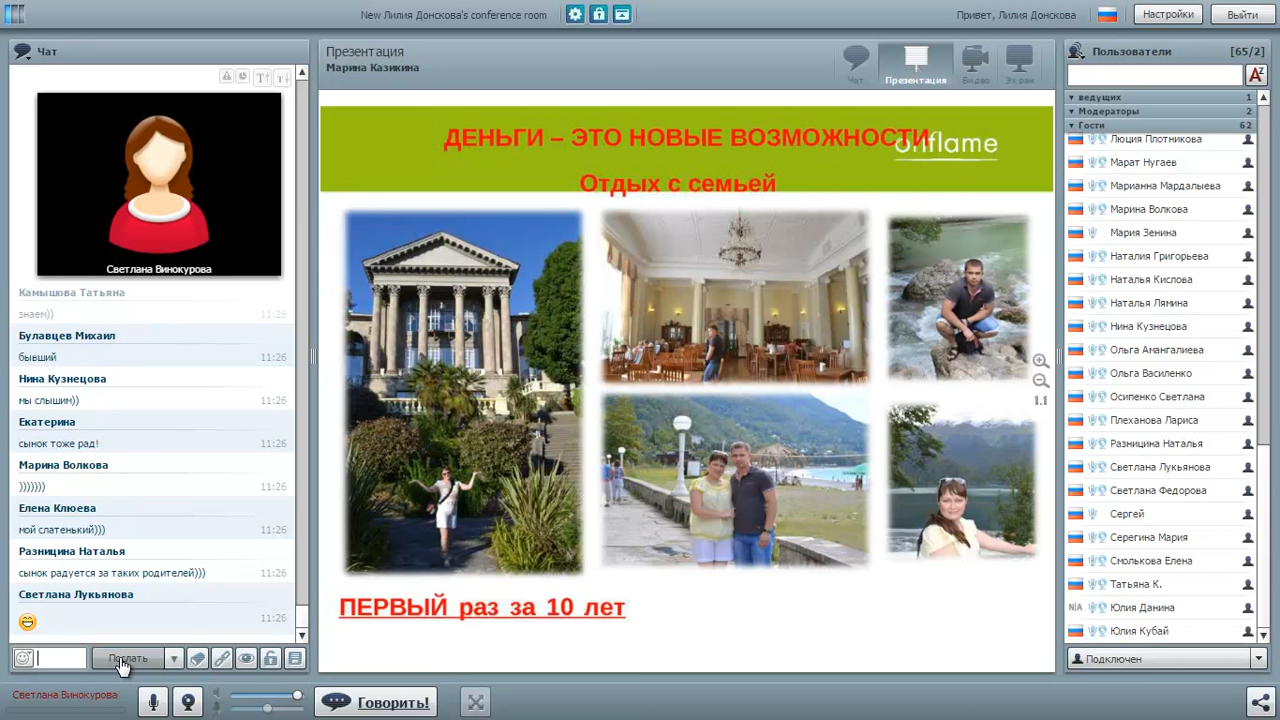 New Лилия Донскова's conference room
Привет, Лилия Донскова
Настройки
Выйти
Чат
Светлана Винокурова
Камышова Татьяна
знаем)) 11:26
Булавцев Михаил
бывший 11:26
Нина Кузнецова
мы слышим)) 11:26
Екатерина
сынок тоже рад! 11:26
Марина Волкова
))))))) 11:26
Елена Клюева
мой слатенький))) 11:26
Разницина Наталья
сынок радуется за таких родителей))) 11:26
Светлана Лукьянова
11:26
Послать
Светлана Винокурова
Говорить!
Презентация
Марина Казикина
Чат
Презентация
Видео
Экран
ДЕНЬГИ – ЭТО НОВЫЕ ВОЗМОЖНОСТИ
oriflame
Отдых с семьей
ПЕРВЫЙ раз за 10 лет
1:1
Пользователи [65/2]
AZ
ведущих 1
Модераторы 2
Гости 62
Люция Плотникова
Марат Нугаев
Марианна Мардалыева
Марина Волкова
Мария Зенина
Наталия Григорьева
Наталья Кислова
Наталья Лямина
Нина Кузнецова
Ольга Амангалиева
Ольга Василенко
Осипенко Светлана
Плеханова Лариса
Разницина Наталья
Светлана Лукьянова
Светлана Федорова
Сергей
Серегина Мария
Смолькова Елена
Татьяна К.
N/A Юлия Данина
Юлия Кубай
Подключен